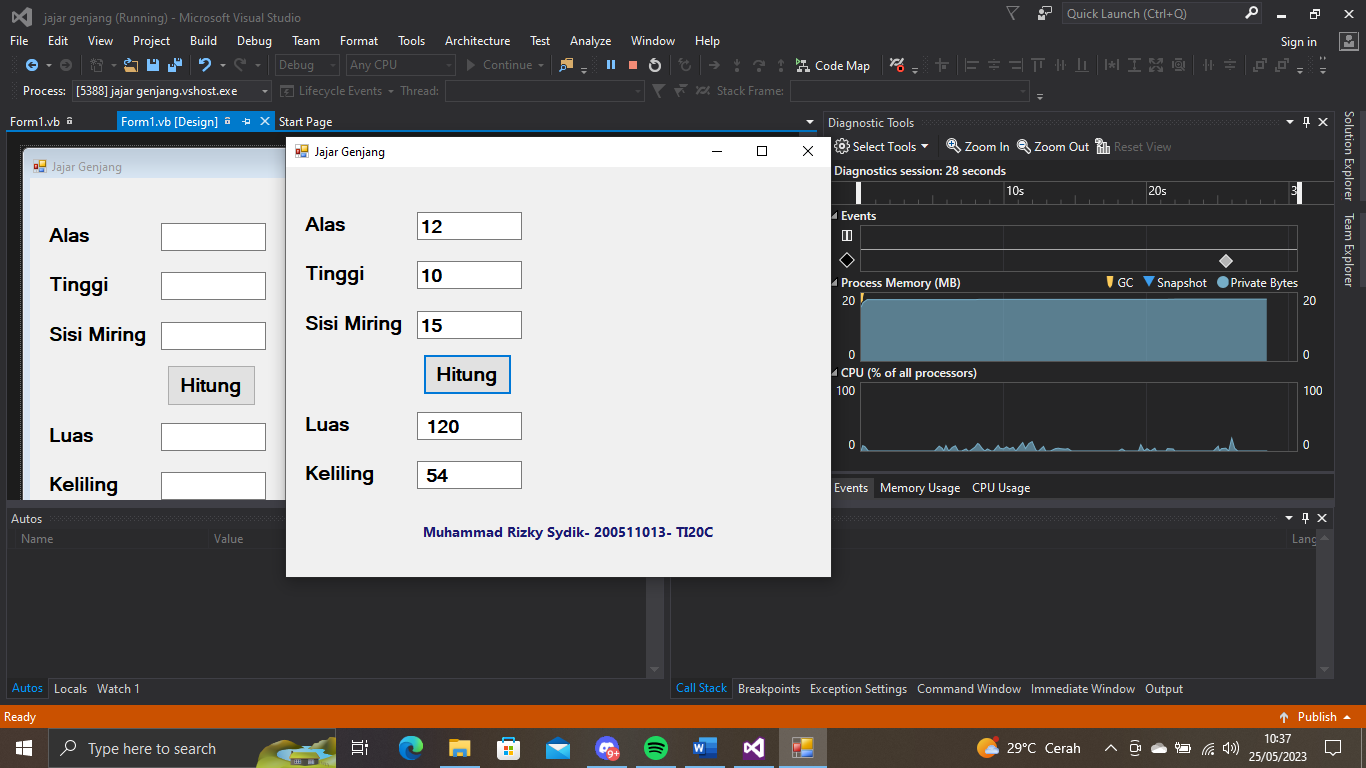 jajar genjang (Running) - Microsoft Visual Studio
Quick Launch (Ctrl+Q)
File Edit View Project Build Debug Team Format Tools Architecture Test Analyze Window Help
Sign in
Debug Any CPU Continue Code Map
Process: [5388] jajar genjang.vshost.exe Lifecycle Events Thread: Stack Frame:
Form1.vb Form1.vb [Design] Start Page
Jajar Genjang
Alas
Tinggi
Sisi Miring
Hitung
Luas
Keliling
Jajar Genjang
Alas 12
Tinggi 10
Sisi Miring 15
Hitung
Luas 120
Keliling 54
Muhammad Rizky Sydik- 200511013- TI20C
Diagnostic Tools
Select Tools Zoom In Zoom Out Reset View
Diagnostics session: 28 seconds
10s 20s 3
Events
Process Memory (MB) GC Snapshot Private Bytes
20 20
0 0
CPU (% of all processors)
100 100
0 0
Events Memory Usage CPU Usage
Solution Explorer
Team Explorer
Autos
Name Value
Lang
Autos Locals Watch 1
Call Stack Breakpoints Exception Settings Command Window Immediate Window Output
Ready
Publish
Type here to search
9+
29°C Cerah
10:37
25/05/2023